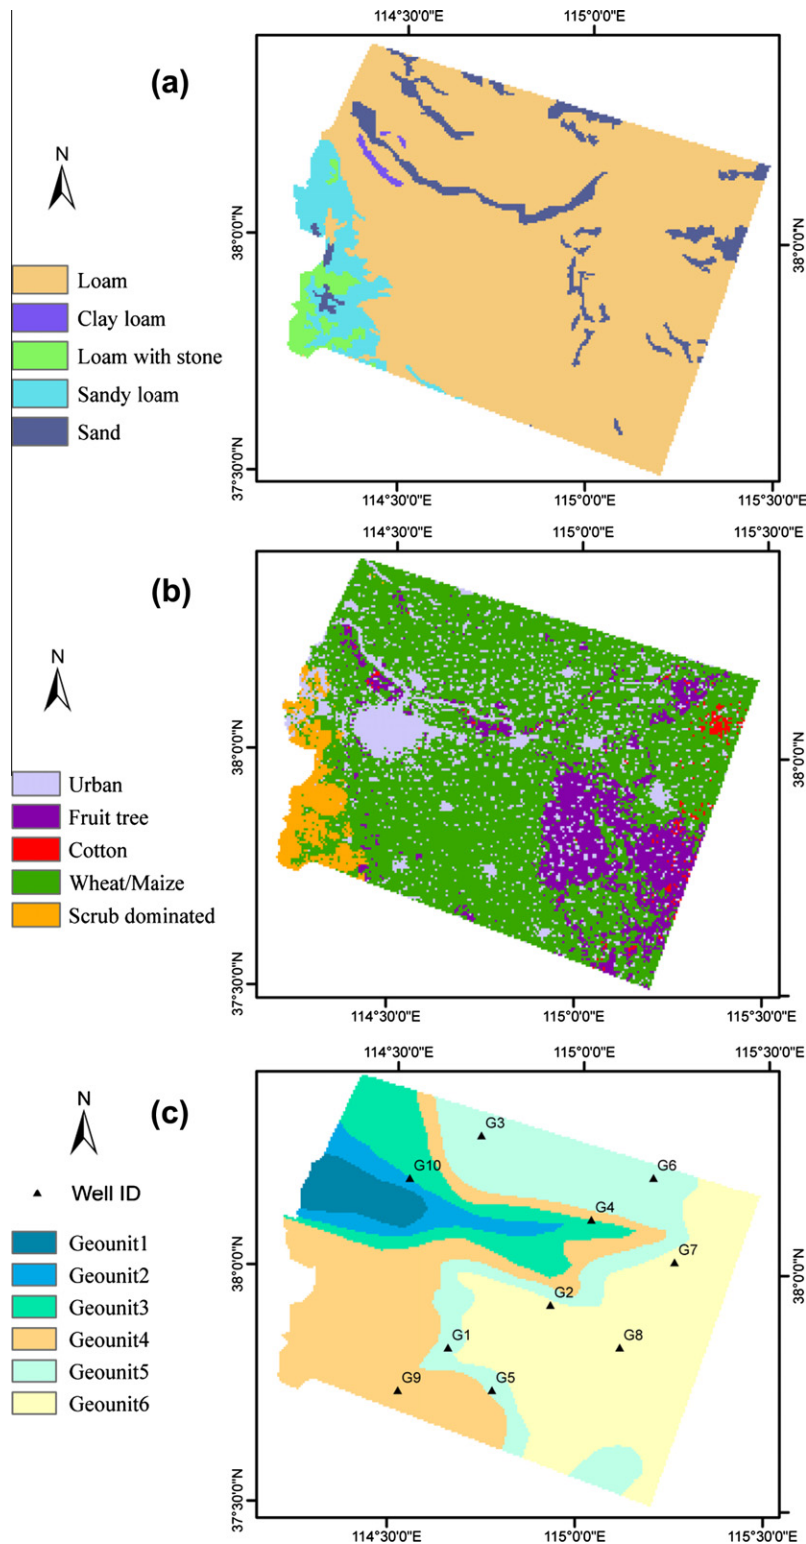 114°30'0"E 115°0'0"E
(a)
N
38°0'0"N
38°0'0"N
Loam
Clay loam
Loam with stone
Sandy loam
Sand
37°30'0"N
114°30'0"E 115°0'0"E 115°30'0"E
114°30'0"E 115°0'0"E 115°30'0"E
(b)
N
38°0'0"N
38°0'0"N
Urban
Fruit tree
Cotton
Wheat/Maize
Scrub dominated
37°30'0"N
114°30'0"E 115°0'0"E 115°30'0"E
114°30'0"E 115°0'0"E 115°30'0"E
(c)
N
Well ID
G3
G10
G6
G4
G7
G2
G1
G8
G9
G5
38°0'0"N
38°0'0"N
Geounit1
Geounit2
Geounit3
Geounit4
Geounit5
Geounit6
37°30'0"N
114°30'0"E 115°0'0"E 115°30'0"E